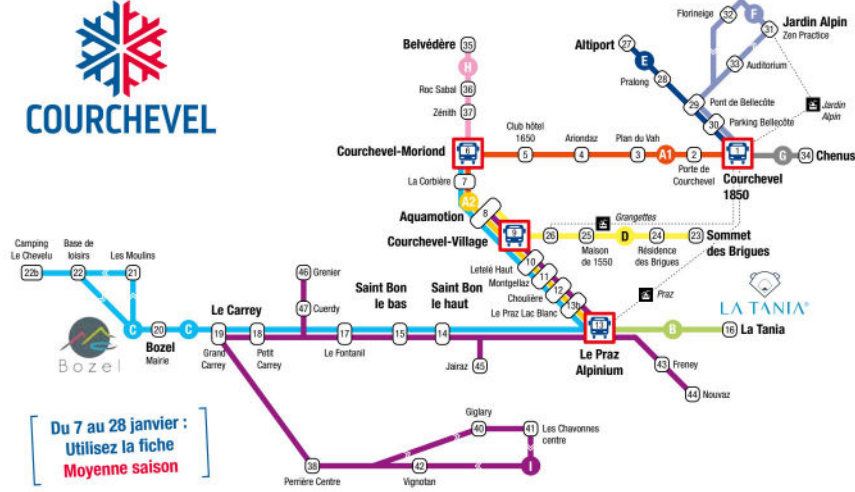 COURCHEVEL
Belvédère
35
H
Roc Sabal
36
Zénith
37
Courchevel-Moriond
6
Club hôtel
1650
5
Ariondaz
4
Plan du Vah
3
A1
2
Porte de
Courchevel
1
Courchevel
1850
G
34
Chenus
Altiport
27
E
Pralong
28
Florineige
32
F
31
Jardin Alpin
Zen Practice
33
Auditorium
29
Pont de Bellecôte
30
Parking Bellecôte
Jardin
Alpin
La Corbière
7
A2
Aquamotion
8
Courchevel-Village
9
Grangettes
26
25
Maison
de 1550
D
24
Résidence
des Brigues
23
Sommet
des Brigues
Letelé Haut
10
Montgellaz
11
Choulière
12
Le Praz Lac Blanc
13b
13
Le Praz
Alpinium
Praz
B
16
La Tania
LA TANIA
Camping
Le Chevelu
22b
Base de
loisirs
22
Les Moulins
21
C
20
C
Bozel
Mairie
Bozel
Le Carrey
19
Grand
Carrey
18
Petit
Carrey
46
Grenier
47
Cuerdy
17
Le Fontanil
Saint Bon
le bas
15
Saint Bon
le haut
14
Jairaz
45
43
Freney
44
Nouvaz
Giglary
40
41
Les Chavonnes
centre
38
Perrière Centre
42
Vignotan
I
Du 7 au 28 janvier :
Utilisez la fiche
Moyenne saison